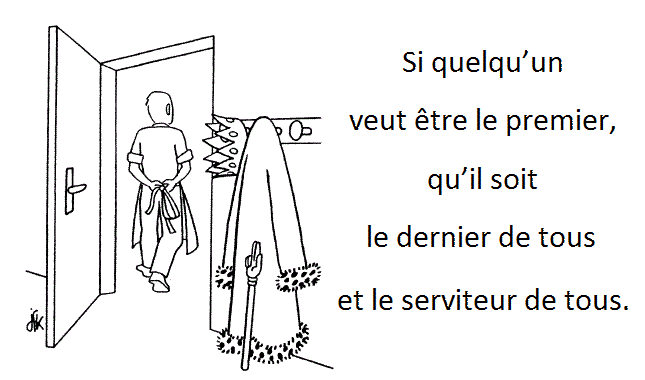 Si quelqu’un
veut être le premier,
qu’il soit
le dernier de tous
et le serviteur de tous.